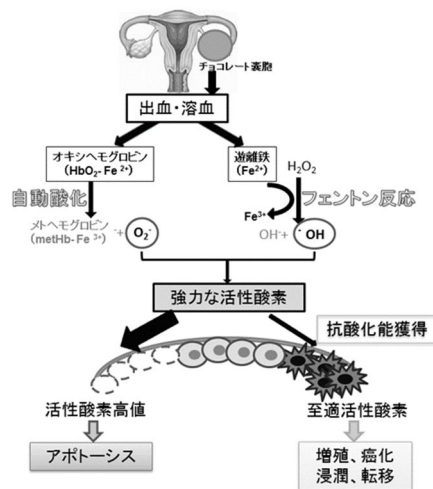 チョコレート嚢胞
出血・溶血
オキシヘモグロビン
(HbO2- Fe 2+)
遊離鉄
(Fe2+)
H2O2
自動酸化
フェントン反応
Fe3+
メトヘモグロビン
(metHb- Fe 3+)
+ O2-
OH-+ ・OH
強力な活性酸素
抗酸化能獲得
活性酸素高値
至適活性酸素
アポトーシス
増殖、癌化
浸潤、転移